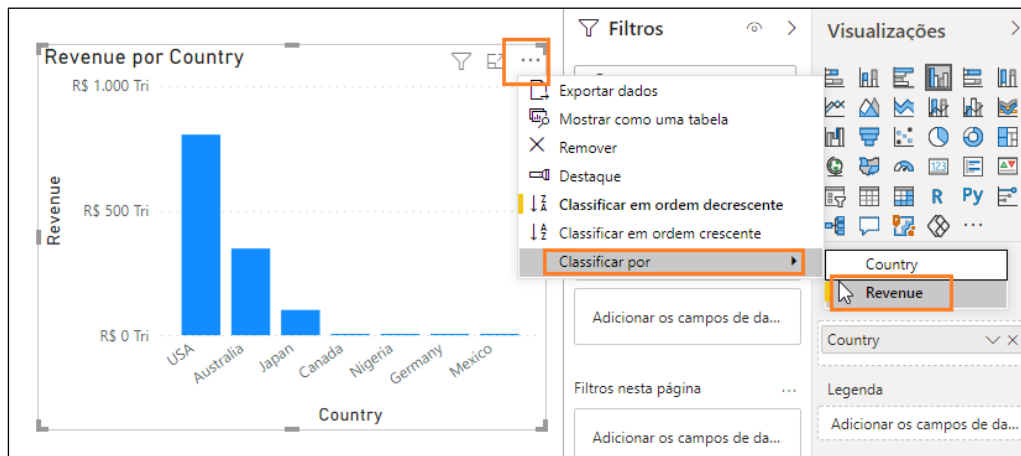 Revenue por Country
R$ 1.000 Tri
R$ 500 Tri
R$ 0 Tri
Revenue
USA
Australia
Japan
Canada
Nigeria
Germany
Mexico
Country
Exportar dados
Mostrar como uma tabela
Remover
Destaque
Classificar em ordem decrescente
Classificar em ordem crescente
Classificar por
Filtros
Adicionar os campos de da...
Filtros nesta página
Adicionar os campos de da...
Visualizações
123
R
Py
Country
Revenue
Country
Legenda
Adicionar os campos de da...